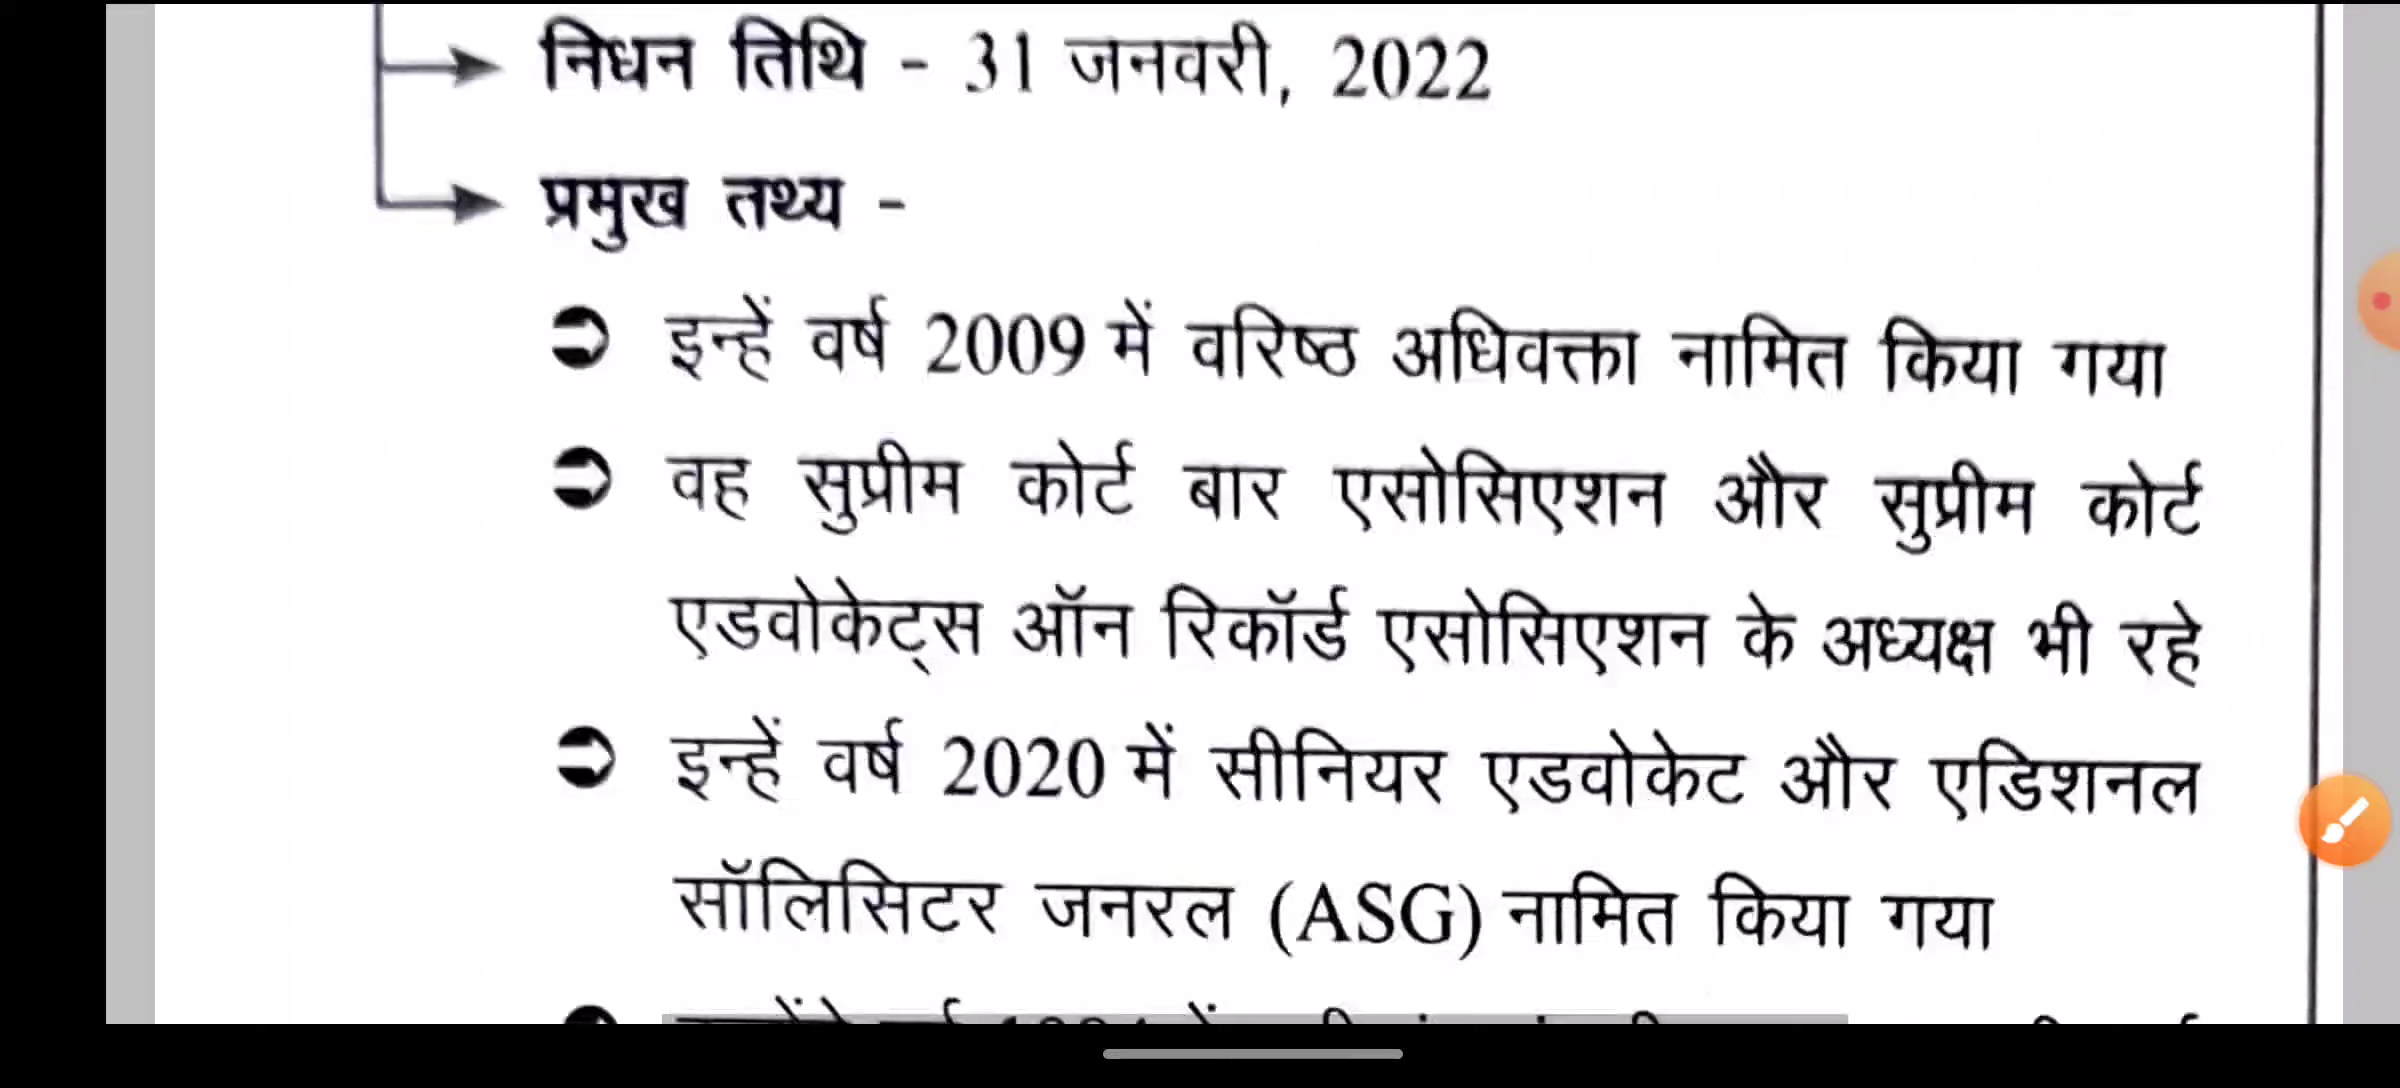 निधन तिथि - 31 जनवरी, 2022
प्रमुख तथ्य -
इन्हें वर्ष 2009 में वरिष्ठ अधिवक्ता नामित किया गया
वह सुप्रीम कोर्ट बार एसोसिएशन और सुप्रीम कोर्ट
एडवोकेट्स ऑन रिकॉर्ड एसोसिएशन के अध्यक्ष भी रहे
इन्हें वर्ष 2020 में सीनियर एडवोकेट और एडिशनल
सॉलिसिटर जनरल (ASG) नामित किया गया